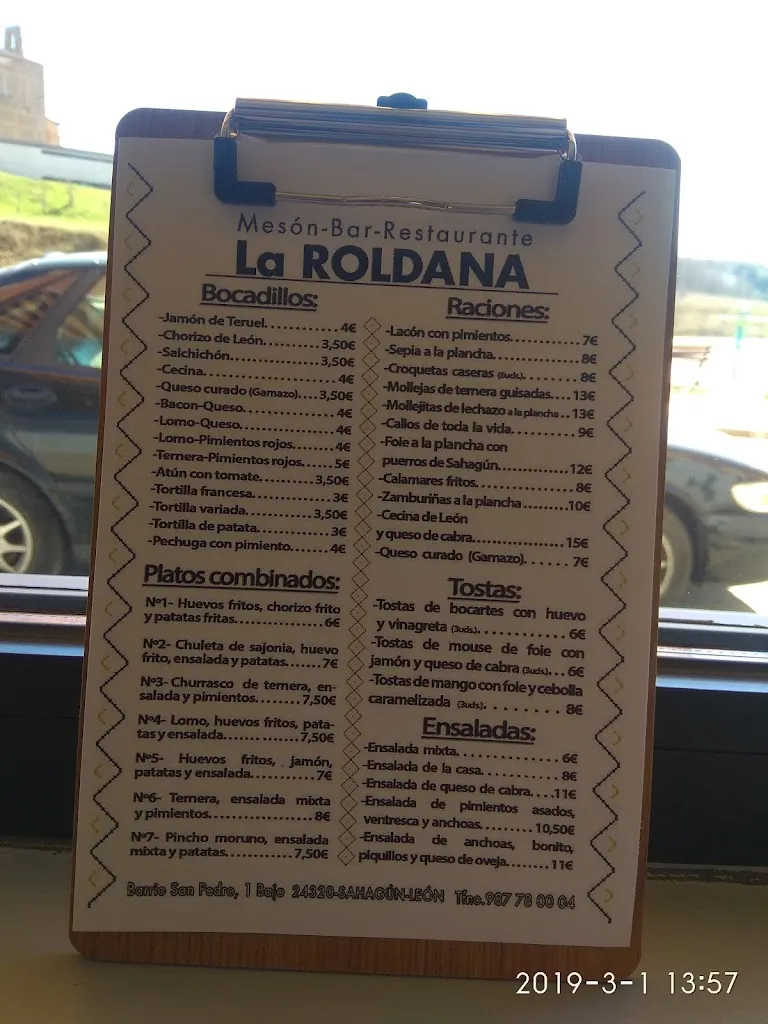 Mesón-Bar-Restaurante
La ROLDANA
Bocadillos:
-Jamón de Teruel............4€
-Chorizo de León...........3,50€
-Salchichón..................3,50€
-Cecina........................4€
-Queso curado (Gamazo)....3,50€
-Bacon-Queso................4€
-Lomo-Queso................4€
-Lomo-Pimientos rojos.......4€
-Ternera-Pimientos rojos......5€
-Atún con tomate.........3,50€
-Tortilla francesa............3€
-Tortilla variada..........3,50€
-Tortilla de patata...........3€
-Pechuga con pimiento......4€
Platos combinados:
Nº1- Huevos fritos, chorizo frito
y patatas fritas..............6€
Nº2- Chuleta de sajonia, huevo
frito, ensalada y patatas.....7€
Nº3- Churrasco de ternera, en-
salada y pimientos.......7,50€
Nº4- Lomo, huevos fritos, pata-
tas y ensalada............7,50€
Nº5- Huevos fritos, jamón,
patatas y ensalada..........7€
Nº6- Ternera, ensalada mixta
y pimientos.................8€
Nº7- Pincho moruno, ensalada
mixta y patatas...........7,50€
Raciones:
-Lacón con pimientos...........7€
-Sepia a la plancha.............8€
-Croquetas caseras (6uds.).......8€
-Mollejas de ternera guisadas....13€
-Mollejitas de lechazo a la plancha..13€
-Callos de toda la vida..........9€
-Foie a la plancha con
puerros de Sahagún.............12€
-Calamares fritos...............8€
-Zamburiñas a la plancha.........10€
-Cecina de León
y queso de cabra................15€
-Queso curado (Gamazo)......7€
Tostas:
-Tostas de bocartes con huevo
y vinagreta (3uds.)...........6€
-Tostas de mouse de foie con
jamón y queso de cabra (3uds.)...6€
-Tostas de mango con foie y cebolla
caramelizada (3uds.)..........8€
Ensaladas:
-Ensalada mixta..............6€
-Ensalada de la casa..........8€
-Ensalada de queso de cabra....11€
-Ensalada de pimientos asados,
ventresca y anchoas.........10,50€
-Ensalada de anchoas, bonito,
piquillos y queso de oveja........11€
Barrio San Pedro, 1 Bajo 24320-SAHAGÚN-LEÓN Tfno.987 78 00 04
2019-3-1 13:57